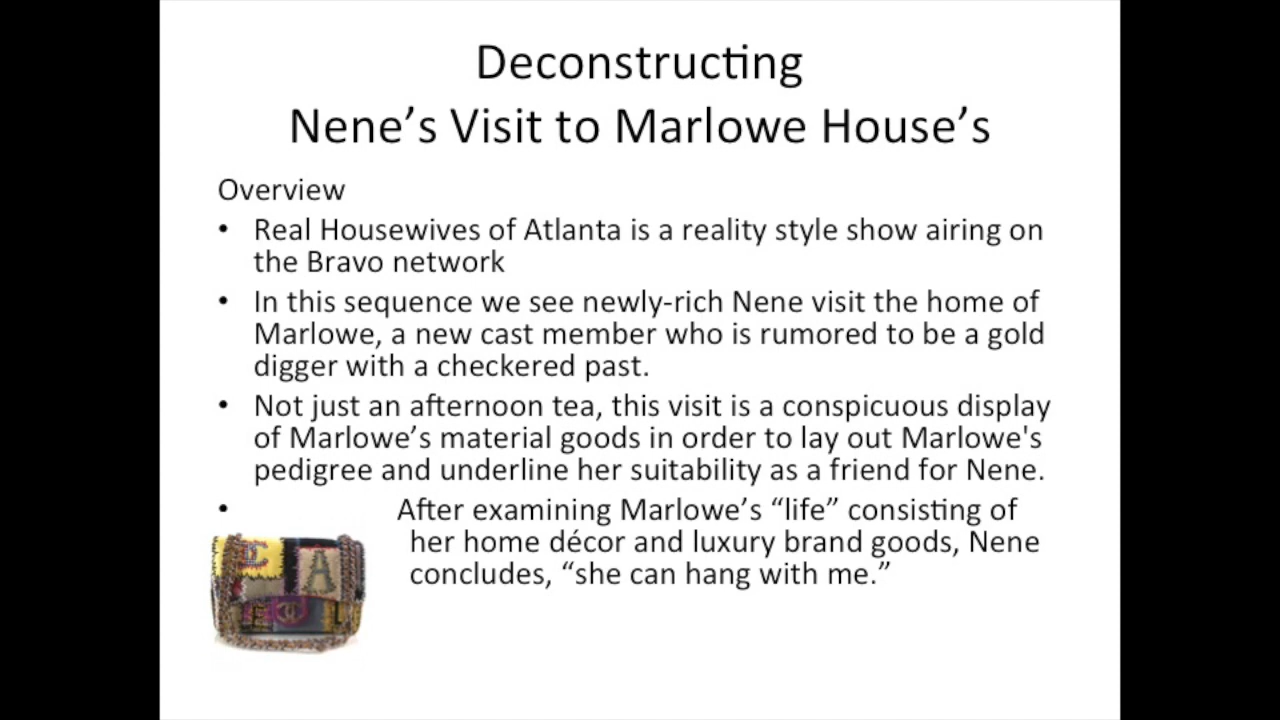 Deconstructing
Nene’s Visit to Marlowe House’s
Overview
• Real Housewives of Atlanta is a reality style show airing on
the Bravo network
• In this sequence we see newly-rich Nene visit the home of
Marlowe, a new cast member who is rumored to be a gold
digger with a checkered past.
• Not just an afternoon tea, this visit is a conspicuous display
of Marlowe’s material goods in order to lay out Marlowe's
pedigree and underline her suitability as a friend for Nene.
• After examining Marlowe’s “life” consisting of
her home décor and luxury brand goods, Nene
concludes, “she can hang with me.”